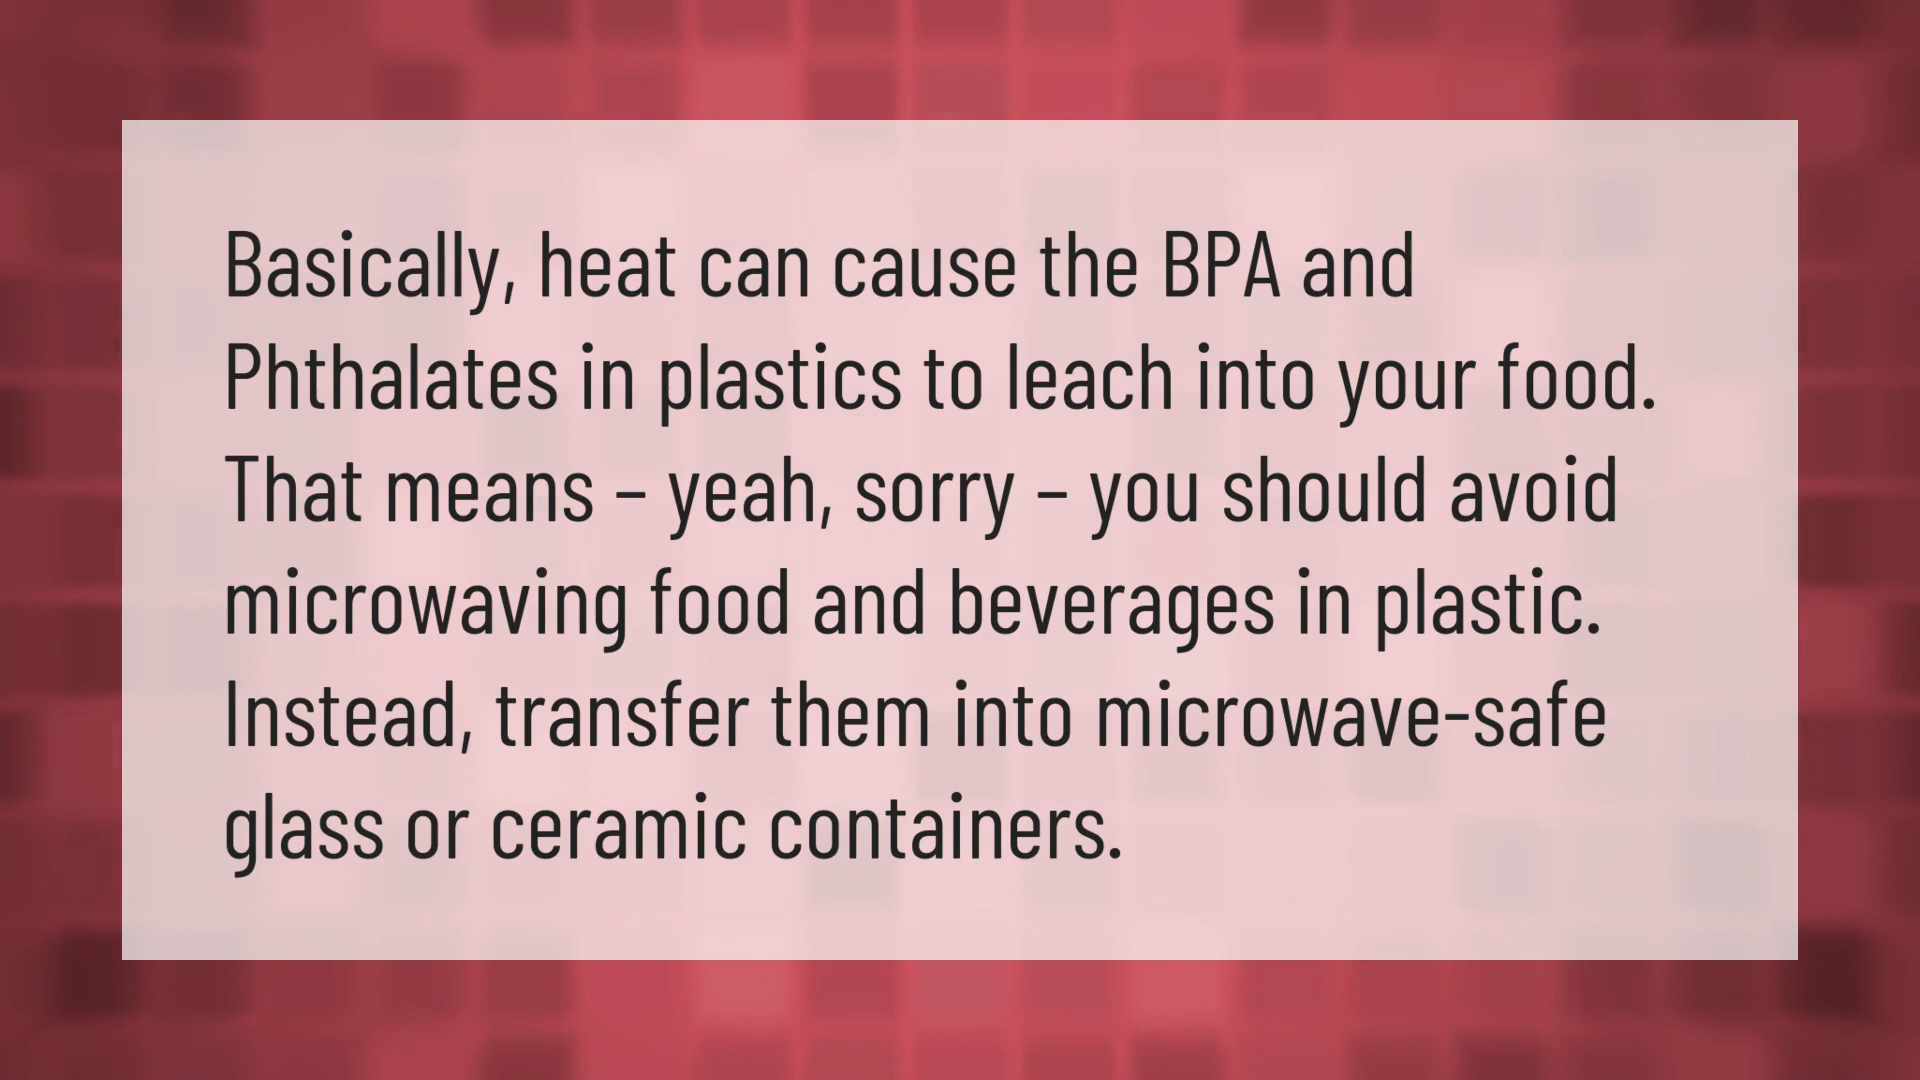 Basically, heat can cause the BPA and
Phthalates in plastics to leach into your food.
That means – yeah, sorry – you should avoid
microwaving food and beverages in plastic.
Instead, transfer them into microwave-safe
glass or ceramic containers.